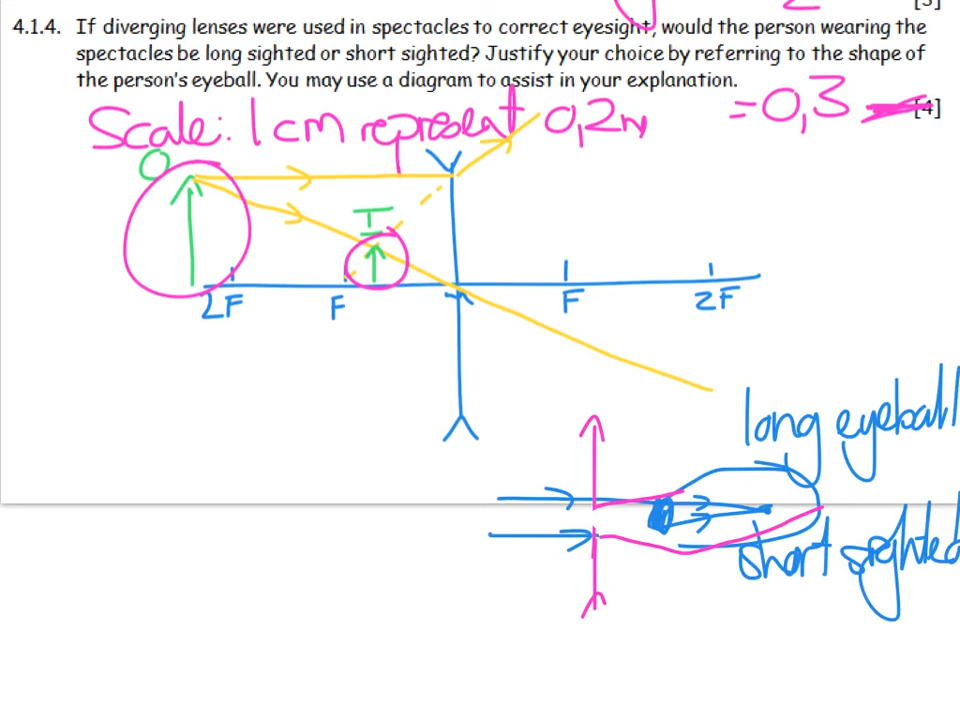 [3]
4.1.4. If diverging lenses were used in spectacles to correct eyesight, would the person wearing the
spectacles be long sighted or short sighted? Justify your choice by referring to the shape of
the person's eyeball. You may use a diagram to assist in your explanation.
[4]
Scale: 1 cm represent 0,2m
=0,3
O
I
2F F F 2F
long eyeball
short sighted